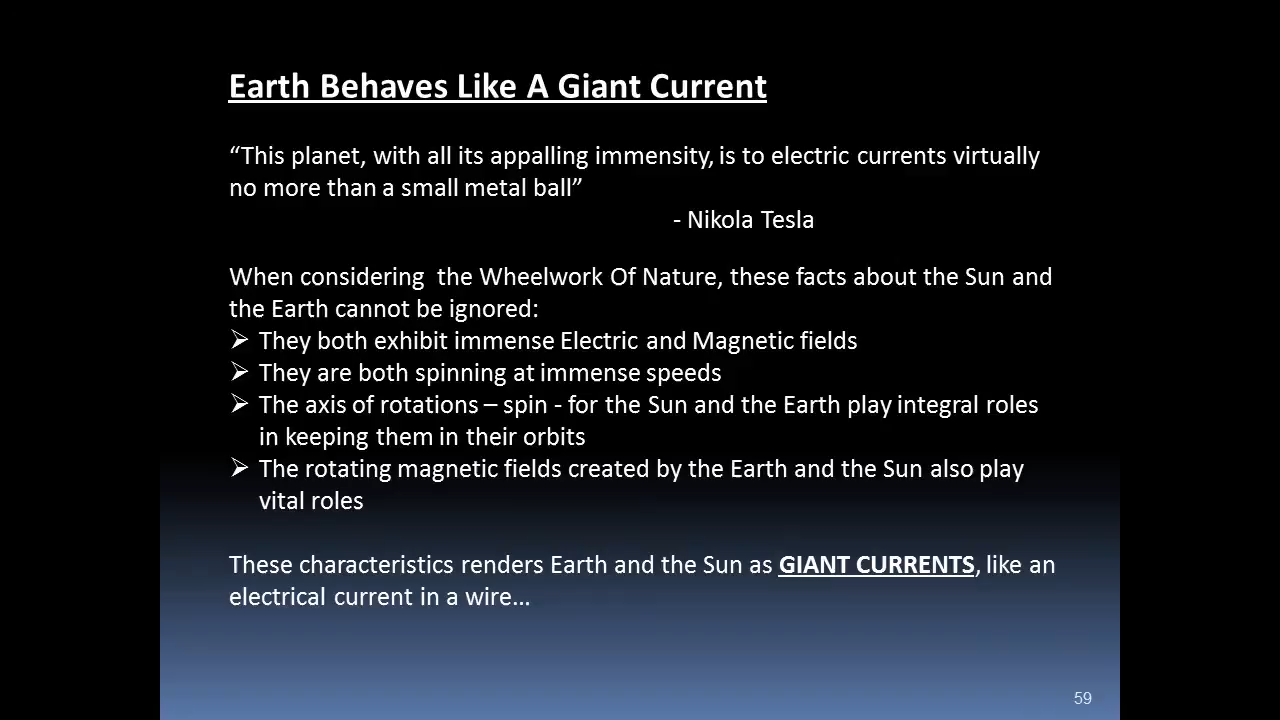 Earth Behaves Like A Giant Current
“This planet, with all its appalling immensity, is to electric currents virtually
no more than a small metal ball”
- Nikola Tesla
When considering  the Wheelwork Of Nature, these facts about the Sun and
the Earth cannot be ignored:
➢ They both exhibit immense Electric and Magnetic fields
➢ They are both spinning at immense speeds
➢ The axis of rotations – spin - for the Sun and the Earth play integral roles
in keeping them in their orbits
➢ The rotating magnetic fields created by the Earth and the Sun also play
vital roles
These characteristics renders Earth and the Sun as GIANT CURRENTS, like an
electrical current in a wire…
59